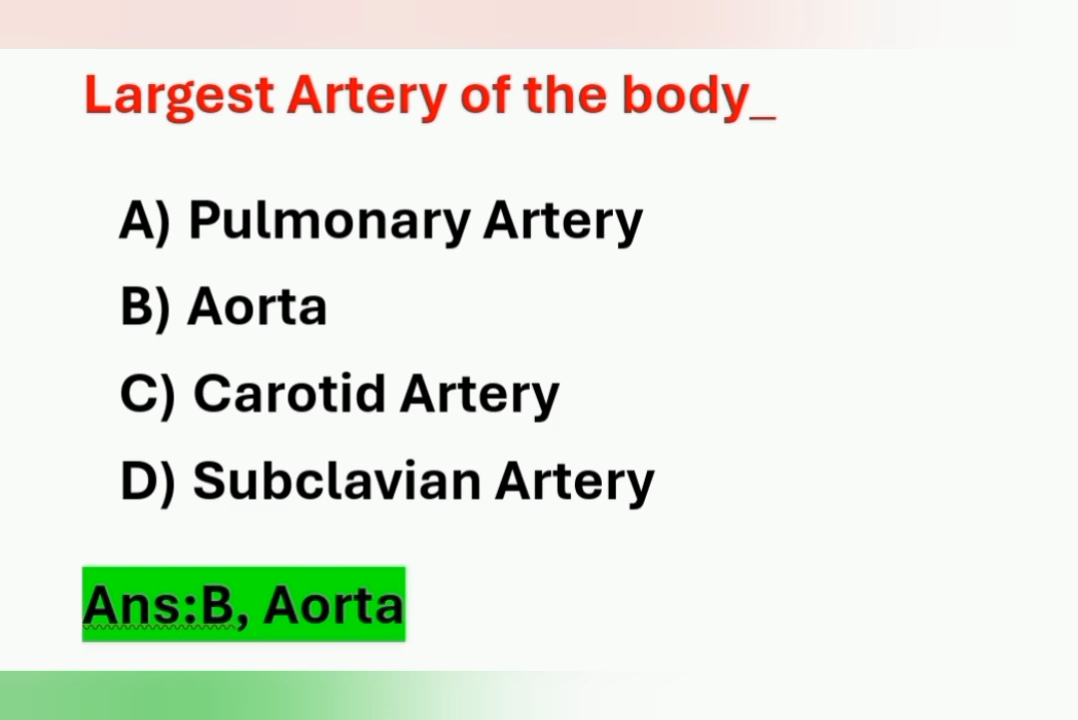 Largest Artery of the body_
A) Pulmonary Artery
B) Aorta
C) Carotid Artery
D) Subclavian Artery
Ans:B, Aorta